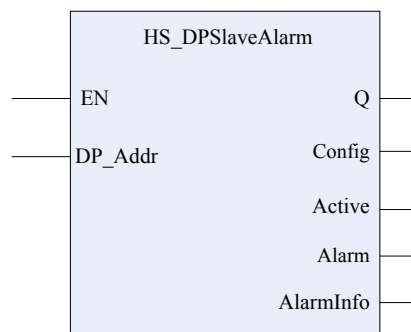 HS_DPSlaveAlarm
EN
Q
DP_Addr
Config
Active
Alarm
AlarmInfo